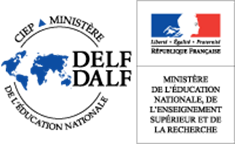 CIEP ▲ MINISTÈRE
DELF
DALF
DE L'ÉDUCATION NATIONALE
Liberté • Égalité • Fraternité
RÉPUBLIQUE FRANÇAISE
MINISTÈRE
DE L'ÉDUCATION
NATIONALE, DE
L'ENSEIGNEMENT
SUPÉRIEUR ET DE
LA RECHERCHE